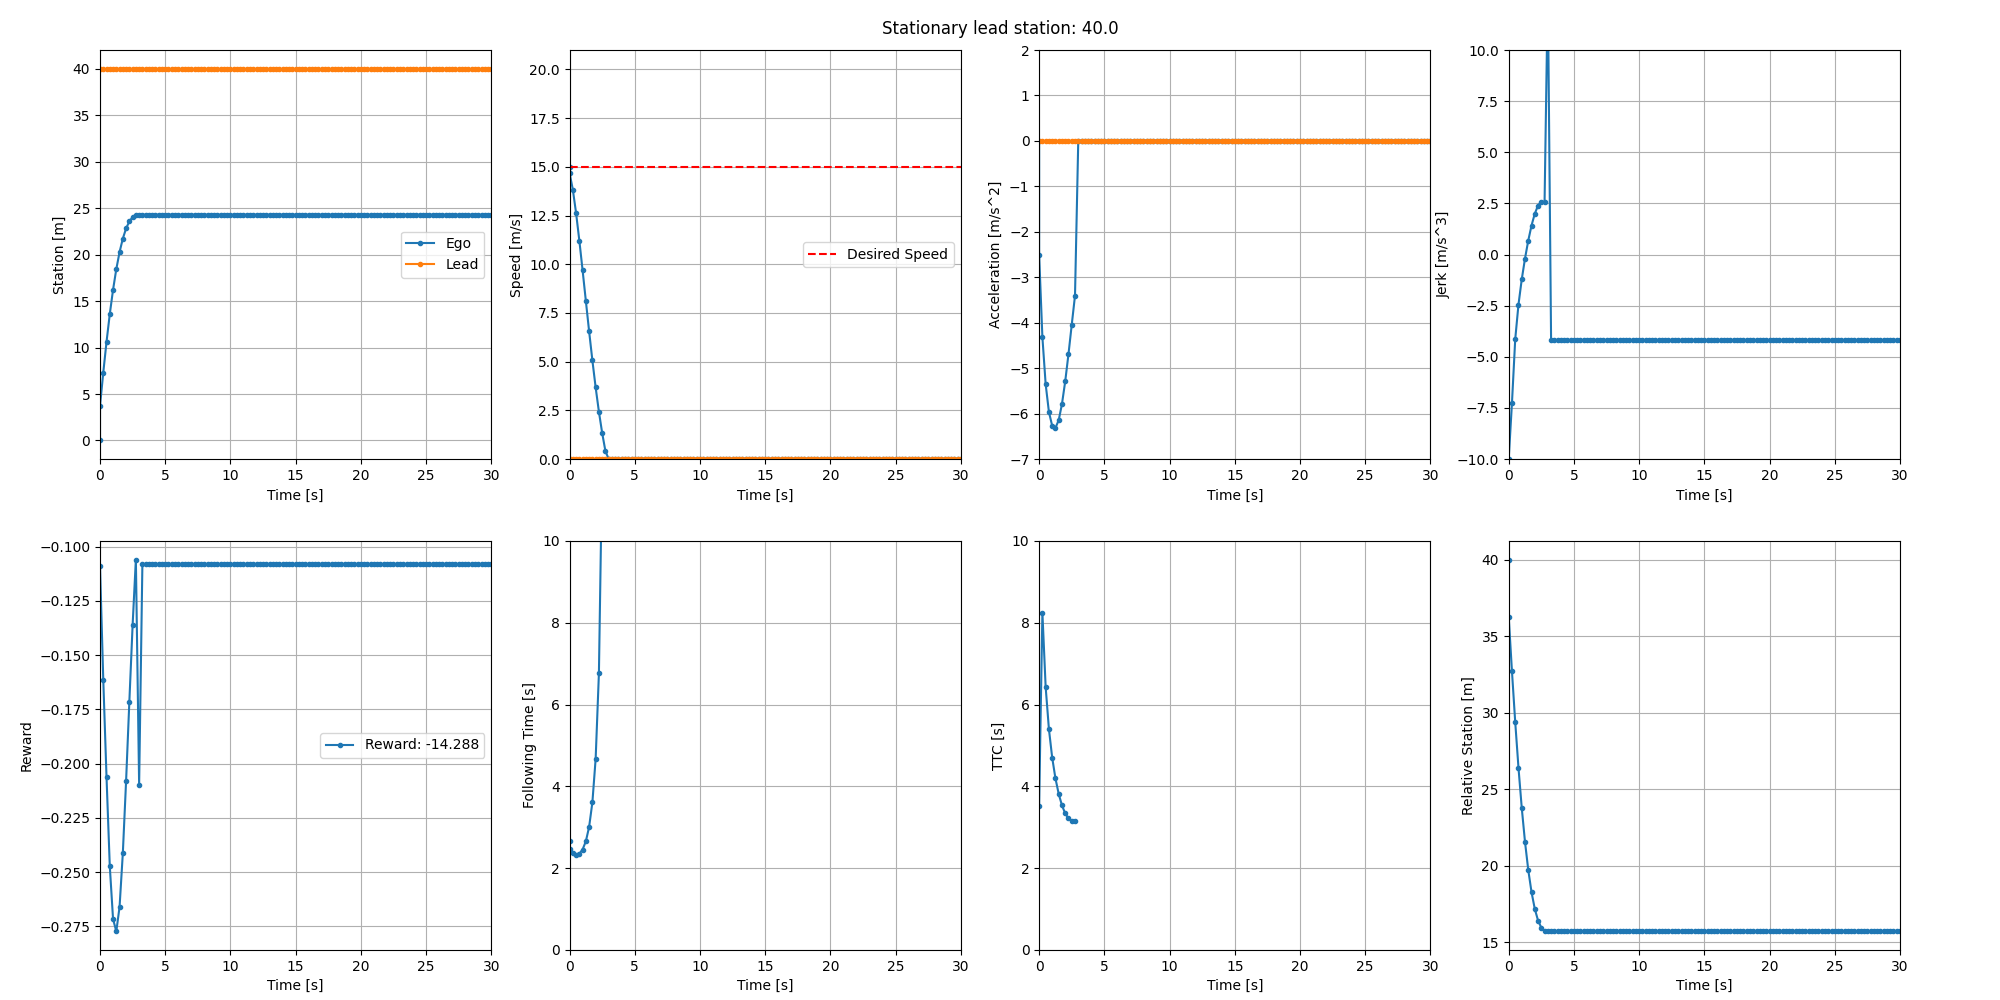 Stationary lead station: 40.0
40
35
30
25
20
15
10
5
0
Station [m]
Ego
Lead
0 5 10 15 20 25 30
Time [s]
20.0
17.5
15.0
12.5
10.0
7.5
5.0
2.5
0.0
Speed [m/s]
Desired Speed
0 5 10 15 20 25 30
Time [s]
2
1
0
−1
−2
−3
−4
−5
−6
−7
Acceleration [m/s^2]
0 5 10 15 20 25 30
Time [s]
10.0
7.5
5.0
2.5
0.0
−2.5
−5.0
−7.5
−10.0
Jerk [m/s^3]
0 5 10 15 20 25 30
Time [s]
−0.100
−0.125
−0.150
−0.175
−0.200
−0.225
−0.250
−0.275
Reward
Reward: -14.288
0 5 10 15 20 25 30
Time [s]
10
8
6
4
2
0
Following Time [s]
0 5 10 15 20 25 30
Time [s]
10
8
6
4
2
0
TTC [s]
0 5 10 15 20 25 30
Time [s]
40
35
30
25
20
15
Relative Station [m]
0 5 10 15 20 25 30
Time [s]